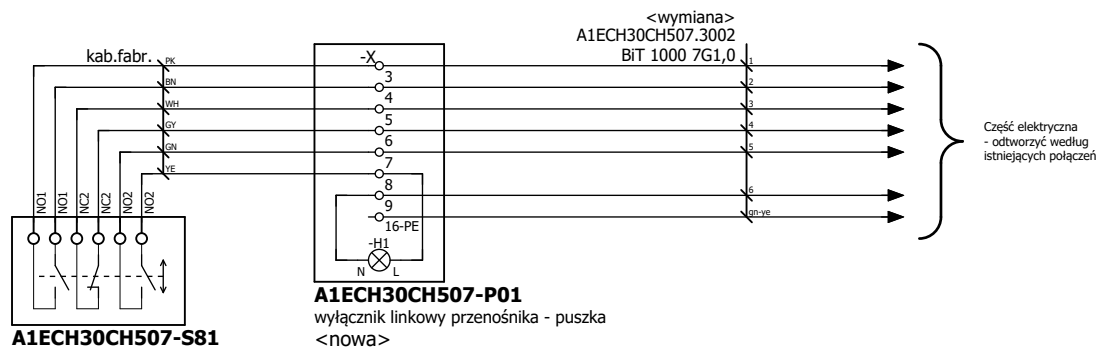 <wymiana>
A1ECH30CH507.3002
BiT 1000 7G1,0
kab.fabr.
PK
BN
WH
GY
GN
YE
-X
3
4
5
6
7
8
9
16-PE
-H1
N
L
1
2
3
4
5
6
gn-ye
Część elektryczna
- odtworzyć według
istniejących połączeń
NO1
NO1
NC2
NC2
NO2
NO2
A1ECH30CH507-S81
A1ECH30CH507-P01
wyłącznik linkowy przenośnika - puszka
<nowa>